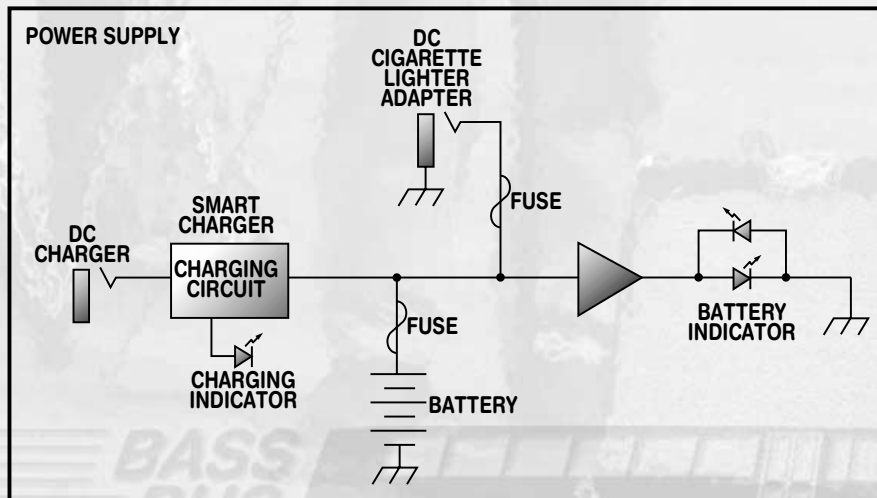 POWER SUPPLY
DC
CIGARETTE
LIGHTER
ADAPTER
FUSE
SMART
CHARGER
DC
CHARGER
CHARGING
CIRCUIT
FUSE
BATTERY
INDICATOR
CHARGING
INDICATOR
BATTERY
BASS